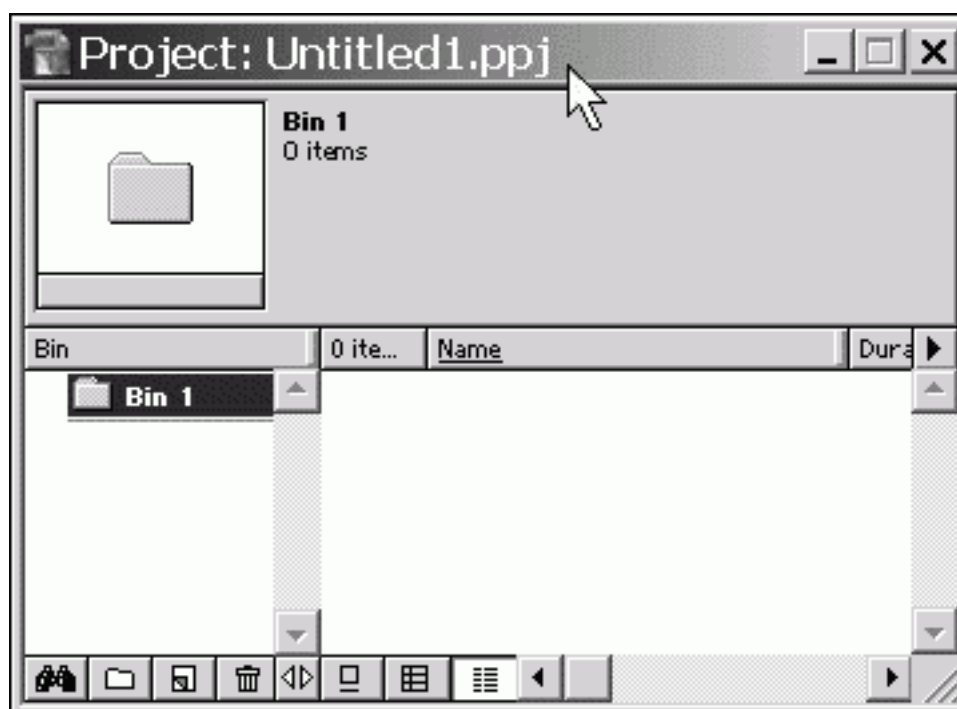 Project: Untitled1.ppj
Bin 1
0 items
Bin 0 ite... Name Dura
Bin 1